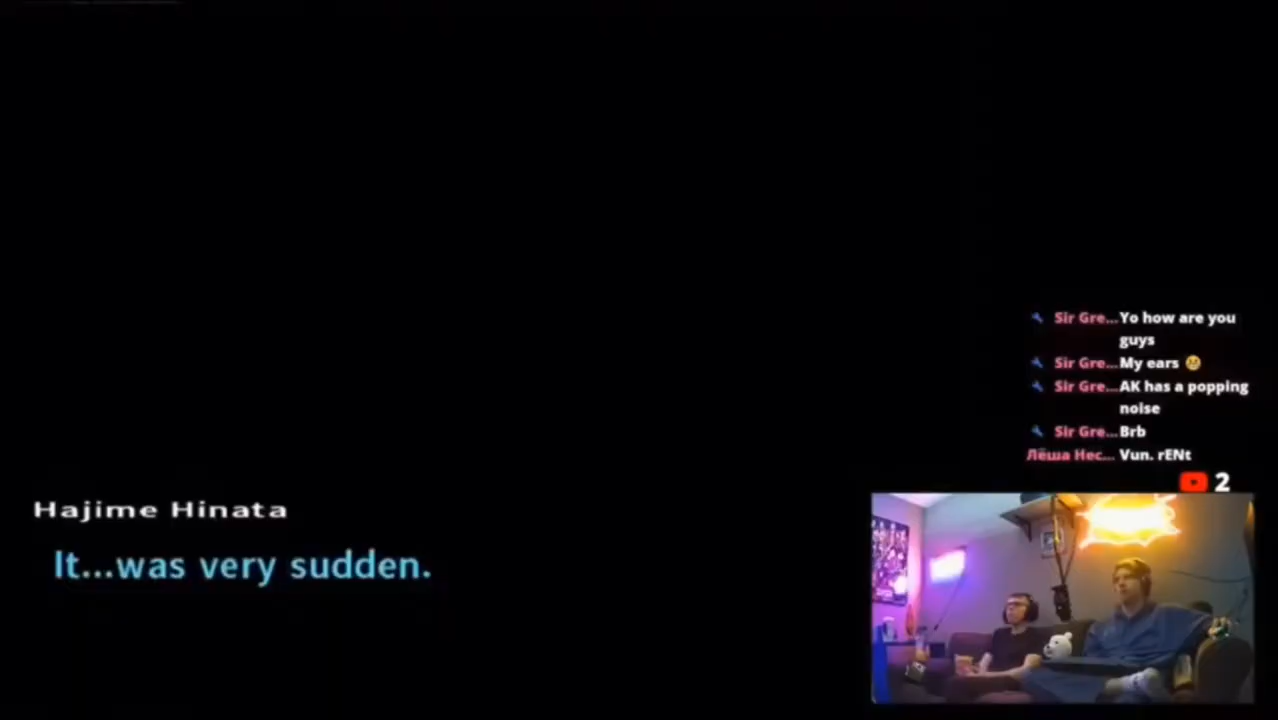 Sir Gre... Yo how are you
guys
Sir Gre... My ears
Sir Gre... AK has a popping
noise
Sir Gre... Brb
Лёша Нес... Vun. rENt
2
Hajime Hinata
It...was very sudden.